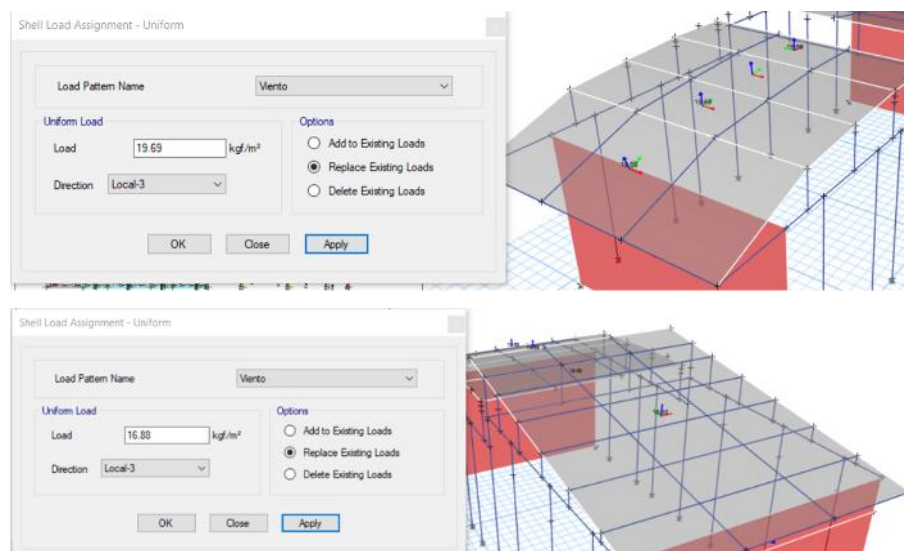 Shell Load Assignment - Uniform
Load Pattern Name
Viento
Uniform Load
Load
19.69
kgf/m²
Direction
Local-3
Options
Add to Existing Loads
Replace Existing Loads
Delete Existing Loads
OK
Close
Apply
Shell Load Assignment - Uniform
Load Pattern Name
Viento
Uniform Load
Load
16.88
kgf/m²
Direction
Local-3
Options
Add to Existing Loads
Replace Existing Loads
Delete Existing Loads
OK
Close
Apply